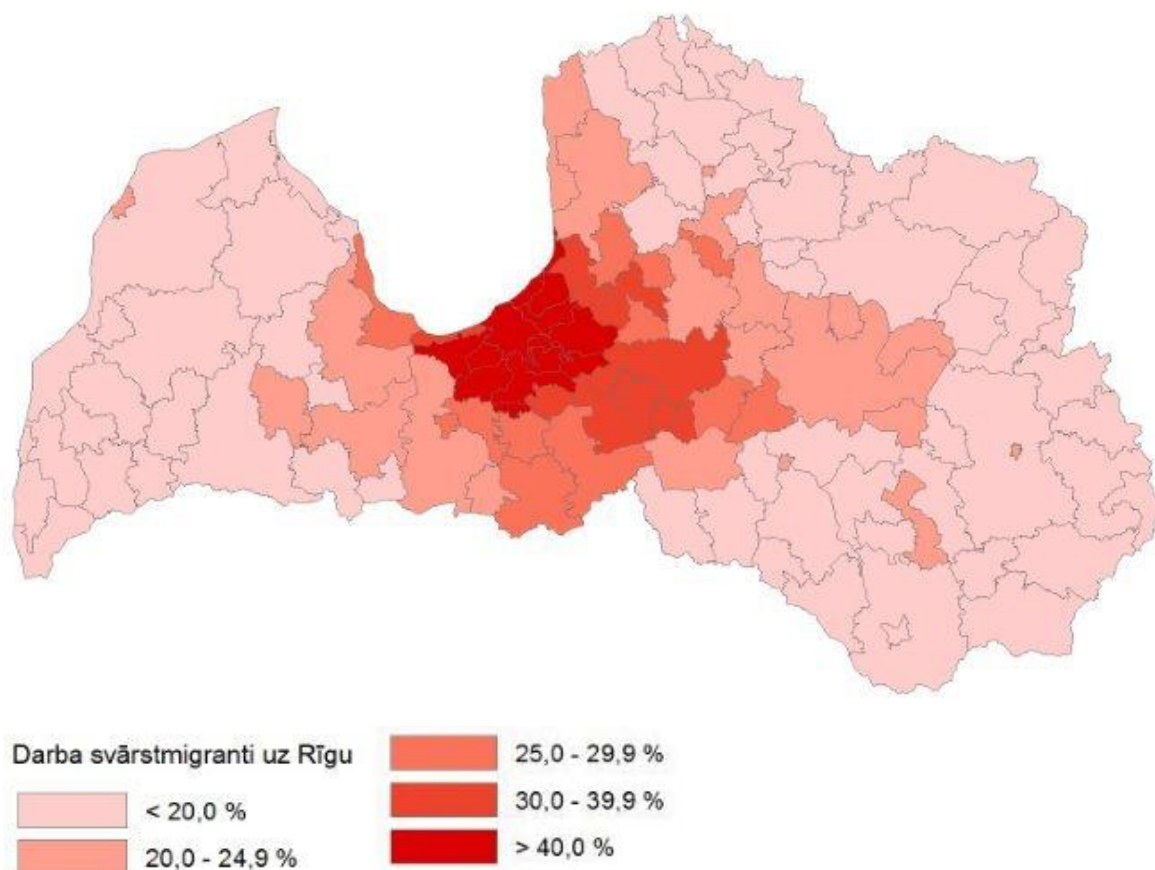 Darba svārstmigranti uz Rīgu
< 20,0 %
20,0 - 24,9 %
25,0 - 29,9 %
30,0 - 39,9 %
> 40,0 %